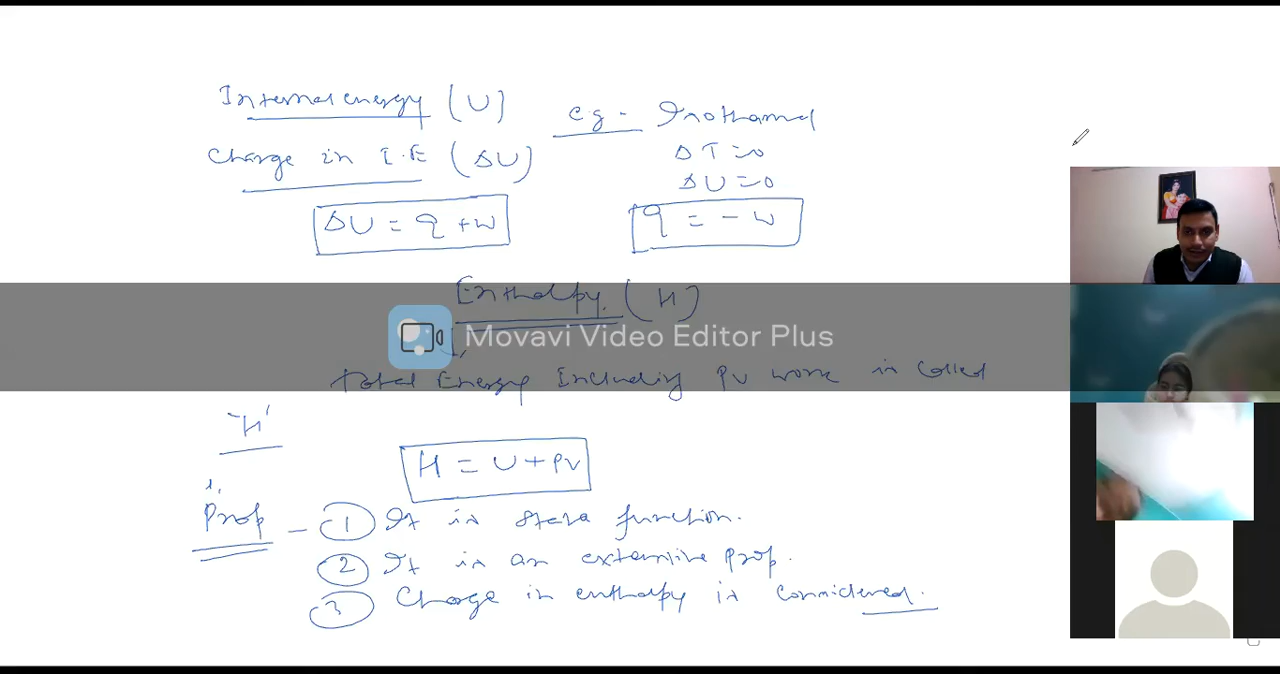 Internal energy (U)
Change in I.E (ΔU)
ΔU = q + w
e.g - Isothermal
ΔT = 0
ΔU = 0
q = - w
Enthalpy (H)
Movavi Video Editor Plus
total Energy Including PV work is called
'H'
H = U + PV
Prop - ① It is state function.
② It is an extensive prop.
③ Change in enthalpy is considered.